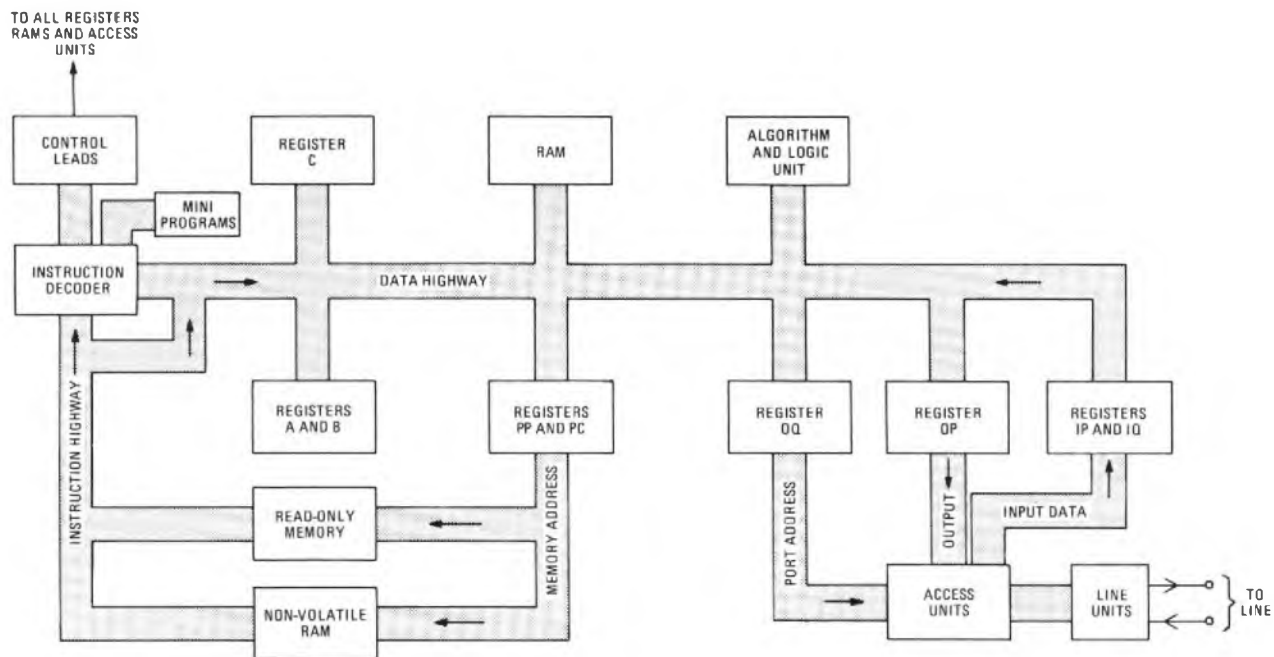 TO ALL REGISTERS
RAMS AND ACCESS
UNITS
CONTROL
LEADS
REGISTER
C
RAM
ALGORITHM
AND LOGIC
UNIT
MINI
PROGRAMS
INSTRUCTION
DECODER
DATA HIGHWAY
INSTRUCTION HIGHWAY
REGISTERS
A AND B
REGISTERS
PP AND PC
REGISTER
OQ
REGISTER
OP
REGISTERS
IP AND IQ
READ-ONLY
MEMORY
MEMORY ADDRESS
PORT ADDRESS
OUTPUT
INPUT DATA
NON-VOLATILE
RAM
ACCESS
UNITS
LINE
UNITS
TO
LINE